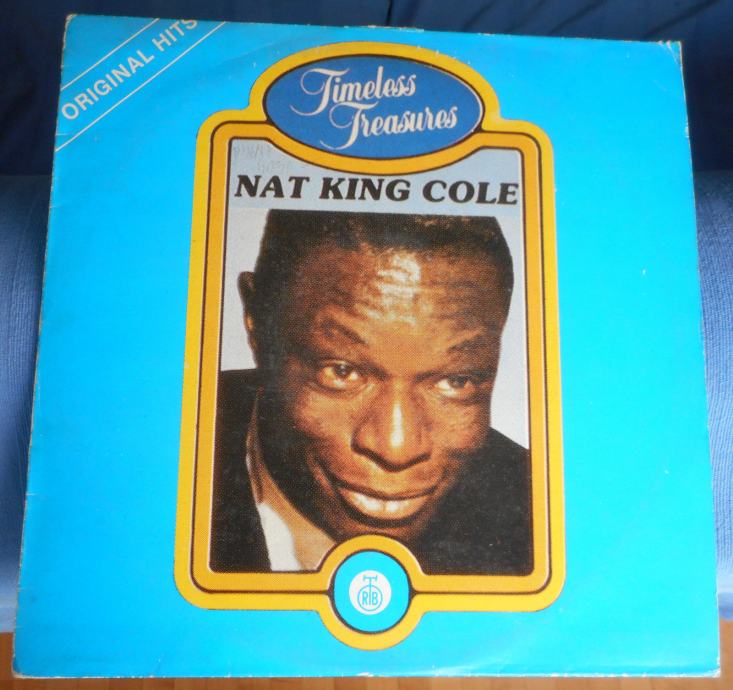 ORIGINAL HITS
Timeless
Treasures
NAT KING COLE
RTB